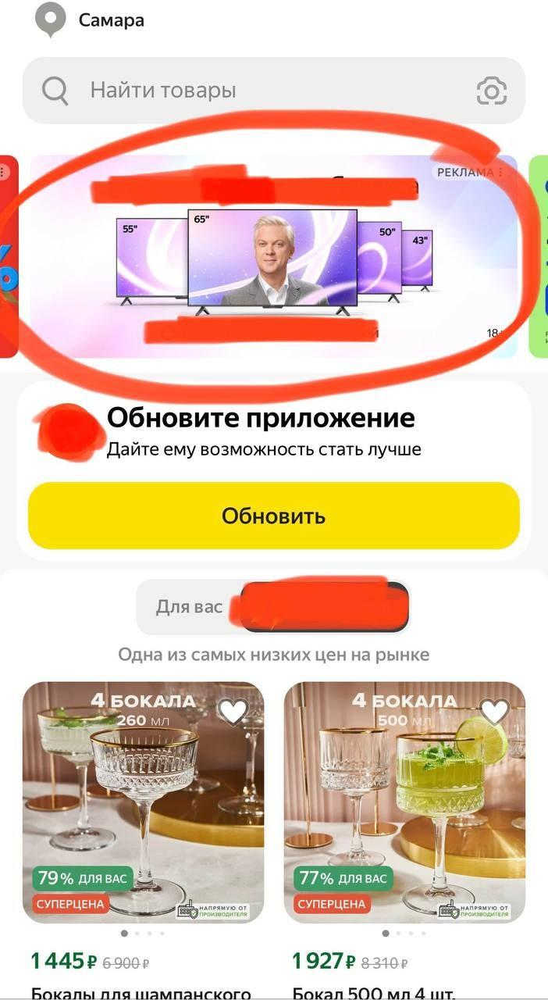 Самара
Найти товары
РЕКЛАМА
55"
65"
50"
43"
18+
%
Обновите приложение
Дайте ему возможность стать лучше
Обновить
Для вас
Одна из самых низких цен на рынке
4 БОКАЛА
260 МЛ
79% ДЛЯ ВАС
СУПЕРЦЕНА
НАПРЯМУЮ ОТ
ПРОИЗВОДИТЕЛЯ
4 БОКАЛА
500 МЛ
77% ДЛЯ ВАС
СУПЕРЦЕНА
НАПРЯМУЮ ОТ
ПРОИЗВОДИТЕЛЯ
1 445 ₽ 6 900 ₽
1 927 ₽ 8 310 ₽
Бокалы для шампанского
Бокал 500 мл 4 шт.